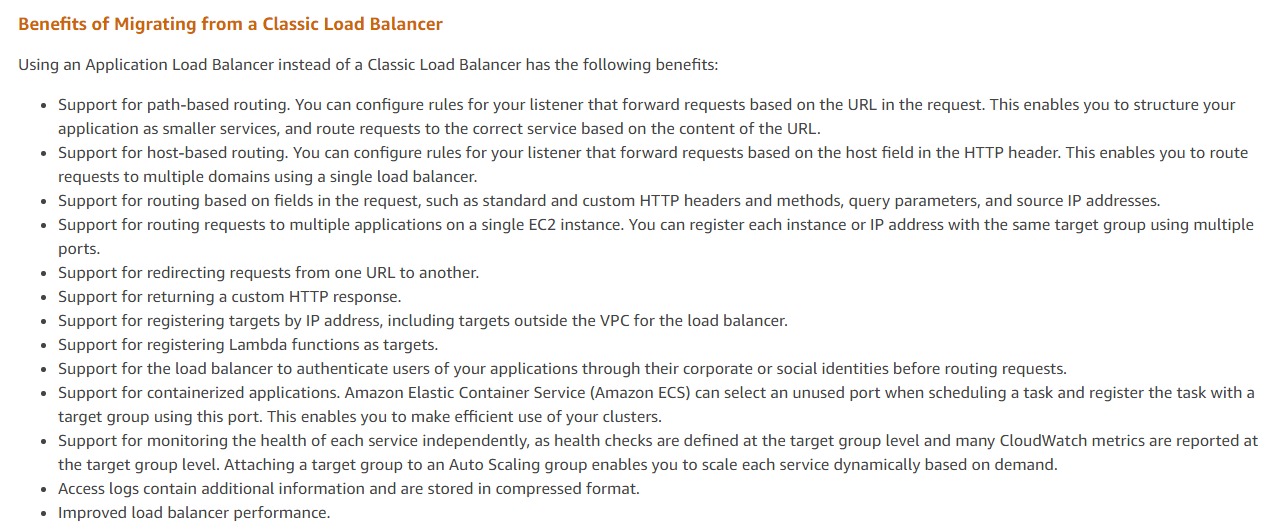 Benefits of Migrating from a Classic Load Balancer
Using an Application Load Balancer instead of a Classic Load Balancer has the following benefits:
• Support for path-based routing. You can configure rules for your listener that forward requests based on the URL in the request. This enables you to structure your
application as smaller services, and route requests to the correct service based on the content of the URL.
• Support for host-based routing. You can configure rules for your listener that forward requests based on the host field in the HTTP header. This enables you to route
requests to multiple domains using a single load balancer.
• Support for routing based on fields in the request, such as standard and custom HTTP headers and methods, query parameters, and source IP addresses.
• Support for routing requests to multiple applications on a single EC2 instance. You can register each instance or IP address with the same target group using multiple
ports.
• Support for redirecting requests from one URL to another.
• Support for returning a custom HTTP response.
• Support for registering targets by IP address, including targets outside the VPC for the load balancer.
• Support for registering Lambda functions as targets.
• Support for the load balancer to authenticate users of your applications through their corporate or social identities before routing requests.
• Support for containerized applications. Amazon Elastic Container Service (Amazon ECS) can select an unused port when scheduling a task and register the task with a
target group using this port. This enables you to make efficient use of your clusters.
• Support for monitoring the health of each service independently, as health checks are defined at the target group level and many CloudWatch metrics are reported at
the target group level. Attaching a target group to an Auto Scaling group enables you to scale each service dynamically based on demand.
• Access logs contain additional information and are stored in compressed format.
• Improved load balancer performance.